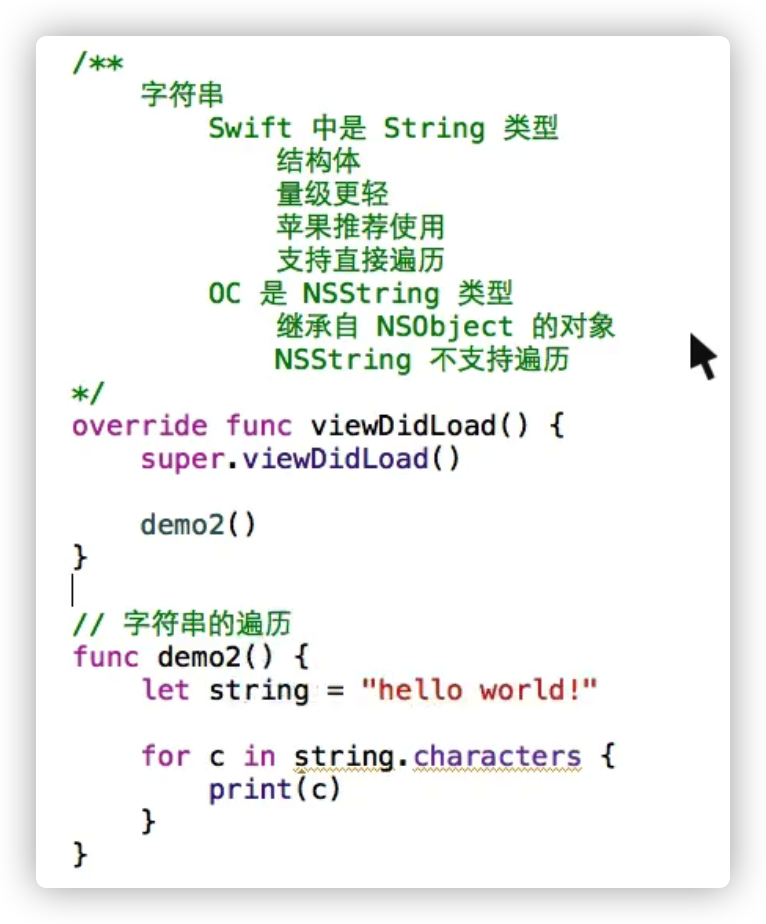 /**
    字符串
        Swift 中是 String 类型
            结构体
            量级更轻
            苹果推荐使用
            支持直接遍历
        OC 是 NSString 类型
            继承自 NSObject 的对象
            NSString 不支持遍历
*/
override func viewDidLoad() {
    super.viewDidLoad()
    demo2()
}
// 字符串的遍历
func demo2() {
    let string = "hello world!"
    for c in string.characters {
        print(c)
    }
}